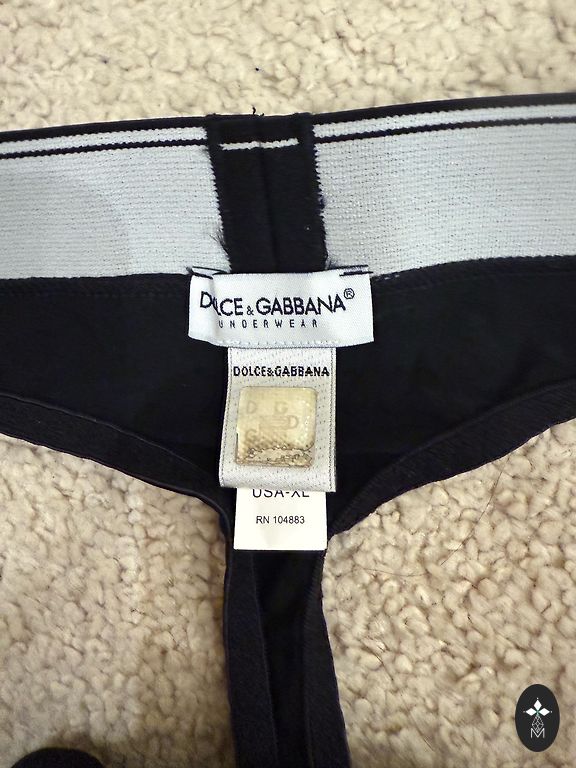 DOLCE & GABBANA®
UNDERWEAR
DOLCE&GABBANA
D G
D
USA-XL
RN 104883